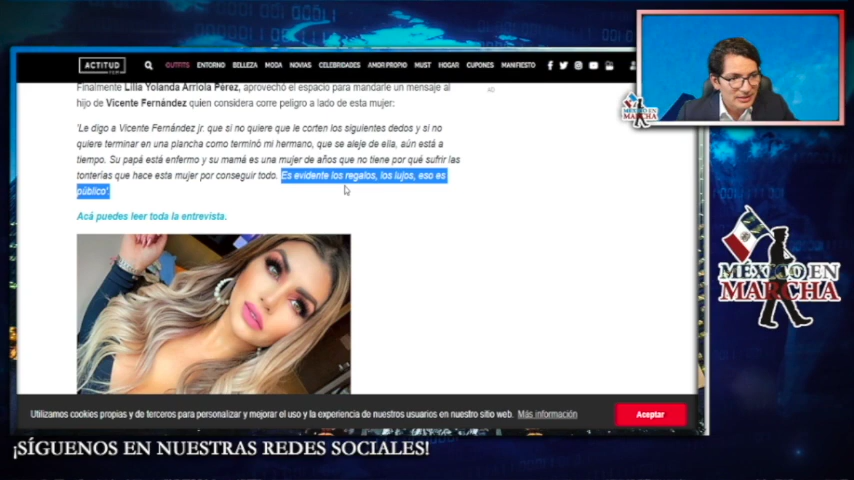 ACTITUD
OUTFITS ENTORNO BELLEZA MODA NOVIAS CELEBRIDADES AMOR PROPIO MUST HOGAR CUPONES MANIFIESTO
Finalmente Lilia Yolanda Arriola Pérez, aprovechó el espacio para mandarle un mensaje al
AD
hijo de Vicente Fernández quien considera corre peligro a lado de esta mujer:
'Le digo a Vicente Fernández jr. que si no quiere que le corten los siguientes dedos y si no
quiere terminar en una plancha como terminó mi hermano, que se aleje de ella, aún está a
tiempo. Su papá está enfermo y su mamá es una mujer de años que no tiene por qué sufrir las
tonterías que hace esta mujer por conseguir todo. Es evidente los regalos, los lujos, eso es
público'.
Acá puedes leer toda la entrevista.
Utilizamos cookies propias y de terceros para personalizar y mejorar el uso y la experiencia de nuestros usuarios en nuestro sitio web. Más información
Aceptar
MÉXICO EN
MARCHA
MÉXICO EN
MARCHA
¡SÍGUENOS EN NUESTRAS REDES SOCIALES!